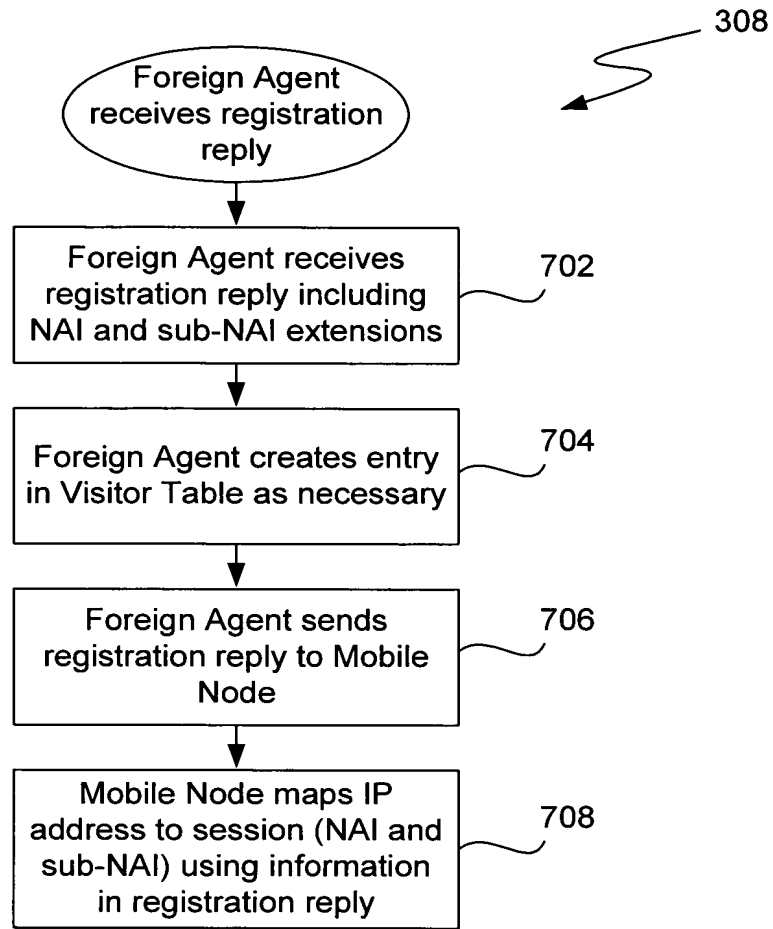 308
Foreign Agent
receives registration
reply
Foreign Agent receives
registration reply including
NAI and sub-NAI extensions
702
Foreign Agent creates entry
in Visitor Table as necessary
704
Foreign Agent sends
registration reply to Mobile
Node
706
Mobile Node maps IP
address to session (NAI and
sub-NAI) using information
in registration reply
708